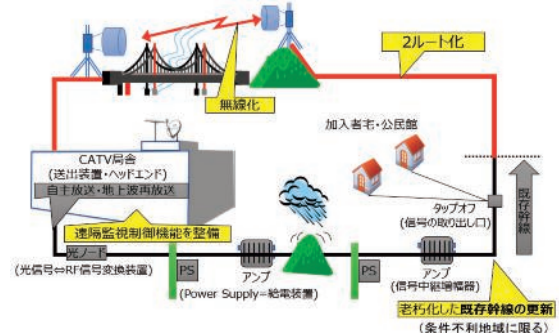 2ルート化
無線化
加入者宅・公民館
CATV局舎
(送出装置・ヘッドエンド)
自主放送・地上波再放送
遠隔監視制御機能を整備
タップオフ
(信号の取り出し口)
既存幹線
光ノード
(光信号⇔RF信号変換装置)
PS
アンプ
(Power Supply=給電装置)
PS
アンプ
(信号中継増幅器)
老朽化した既存幹線の更新
(条件不利地域に限る)